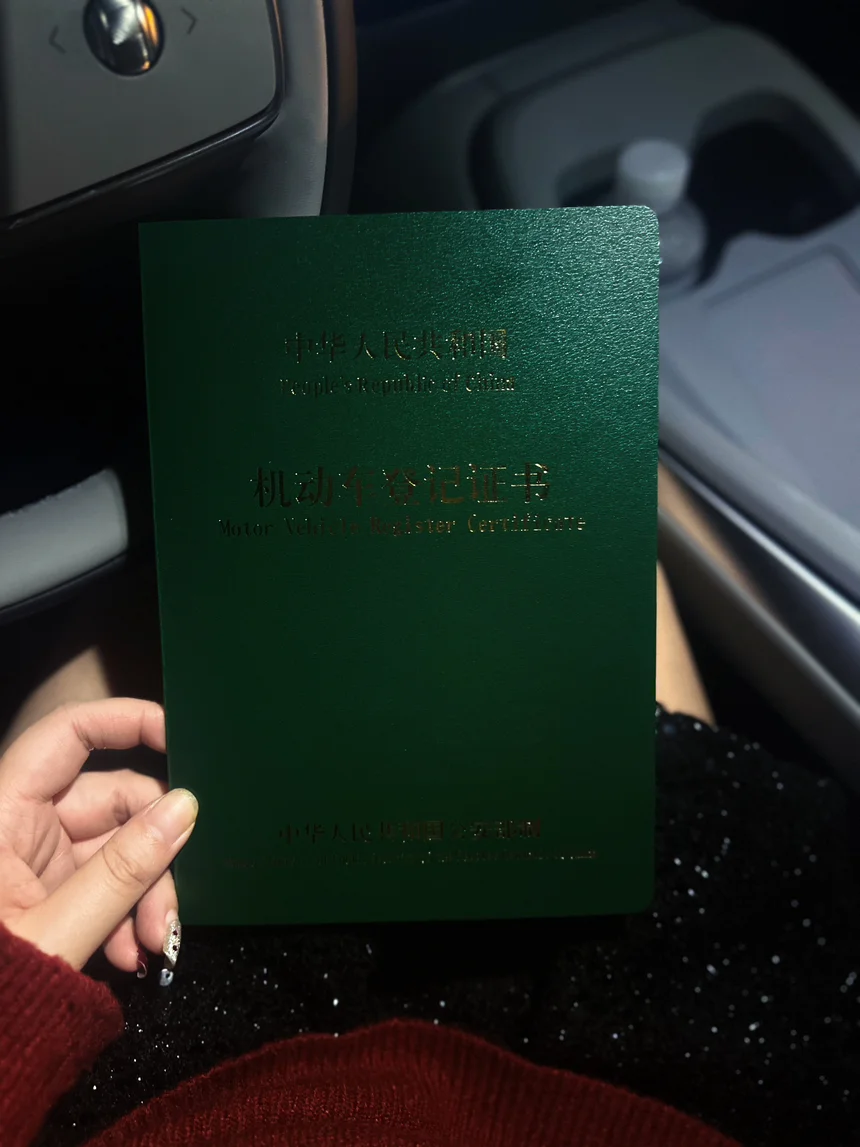 中华人民共和国
People's Republic of China
机动车登记证书
Motor Vehicle Register Certificate
中华人民共和国公安部制